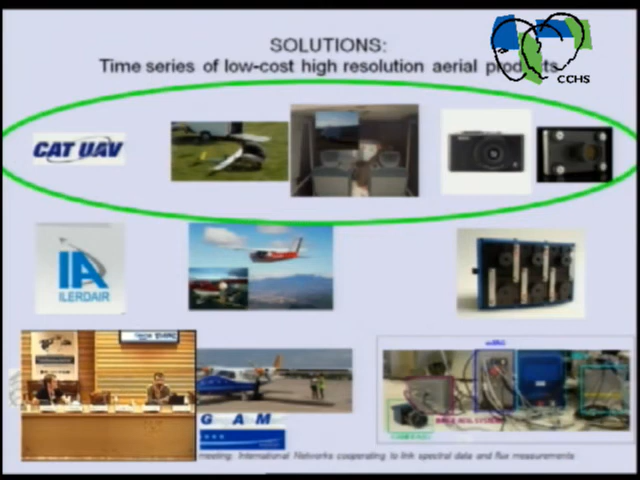 SOLUTIONS:
Time series of low-cost high resolution aerial products
CCHS
CAT UAV
IA
ILERDAIR
G A M
meeting: International Networks cooperating to link spectral data and flux measurements